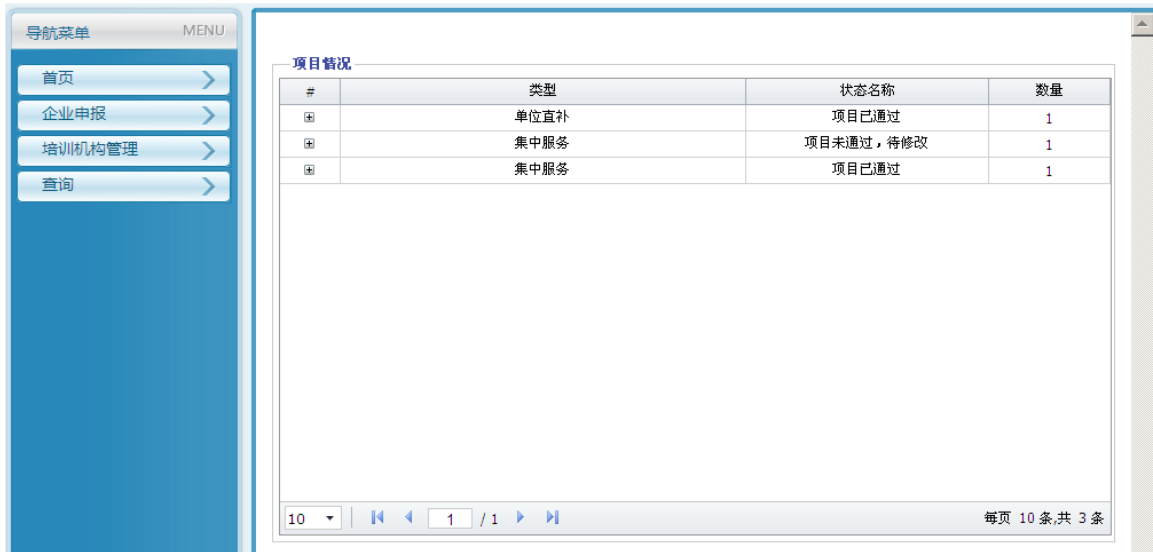 导航菜单 MENU
首页
企业申报
培训机构管理
查询
项目情况
# 类型 状态名称 数量
单位直补 项目已通过 1
集中服务 项目未通过，待修改 1
集中服务 项目已通过 1
10 1 / 1 每页 10 条,共 3 条